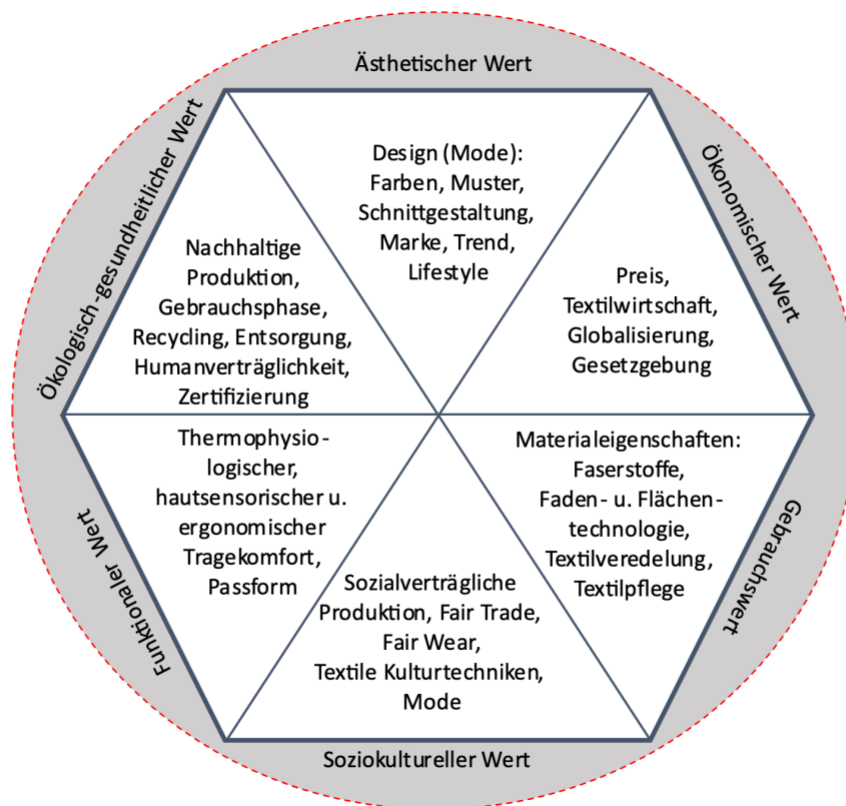 Ästhetischer Wert
Design (Mode):
Farben, Muster,
Schnittgestaltung,
Marke, Trend,
Lifestyle
Ökonomischer Wert
Preis,
Textilwirtschaft,
Globalisierung,
Gesetzgebung
Gebrauchswert
Materialeigenschaften:
Faserstoffe,
Faden- u. Flächen-
technologie,
Textilveredelung,
Textilpflege
Soziokultureller Wert
Sozialverträgliche
Produktion, Fair Trade,
Fair Wear,
Textile Kulturtechniken,
Mode
Funktionaler Wert
Thermophysio-
logischer,
hautsensorischer u.
ergonomischer
Tragekomfort,
Passform
Ökologisch-gesundheitlicher Wert
Nachhaltige
Produktion,
Gebrauchsphase,
Recycling, Entsorgung,
Humanverträglichkeit,
Zertifizierung